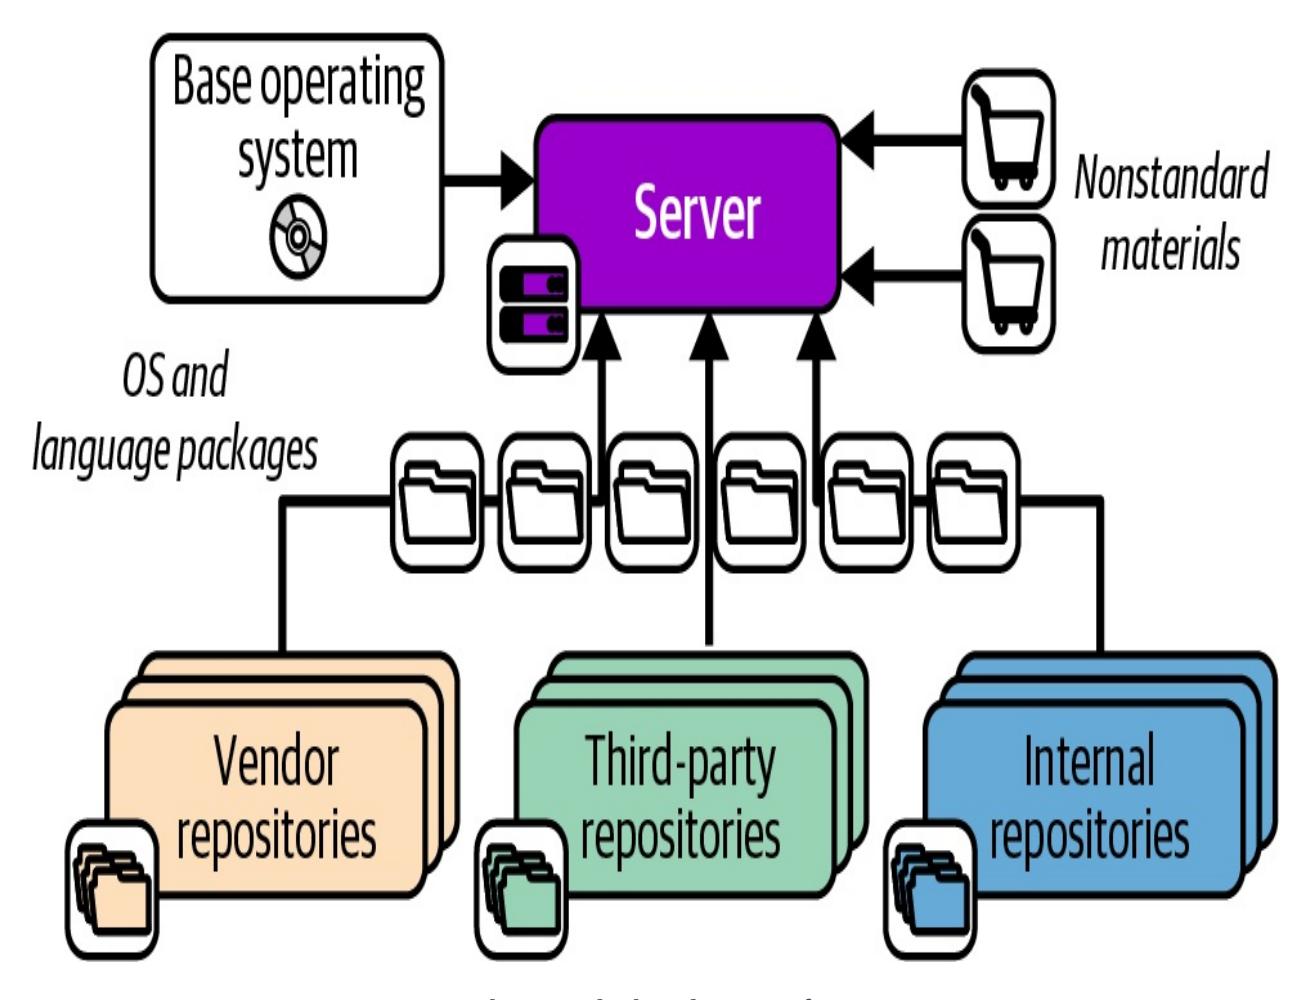 Base operating
system
Server
Nonstandard
materials
OS and
language packages
Vendor
repositories
Third-party
repositories
Internal
repositories